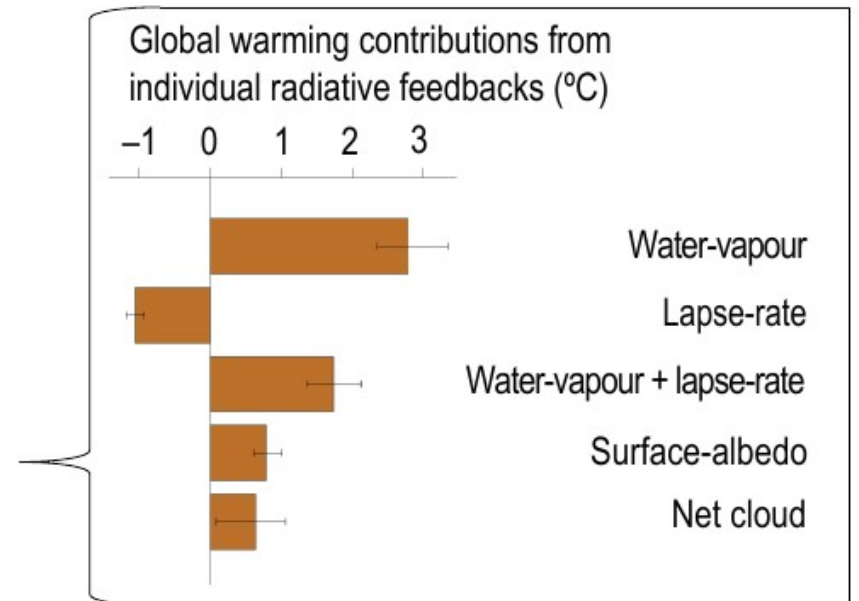 Global warming contributions from
individual radiative feedbacks (ºC)
–1 0 1 2 3
Water-vapour
Lapse-rate
Water-vapour + lapse-rate
Surface-albedo
Net cloud